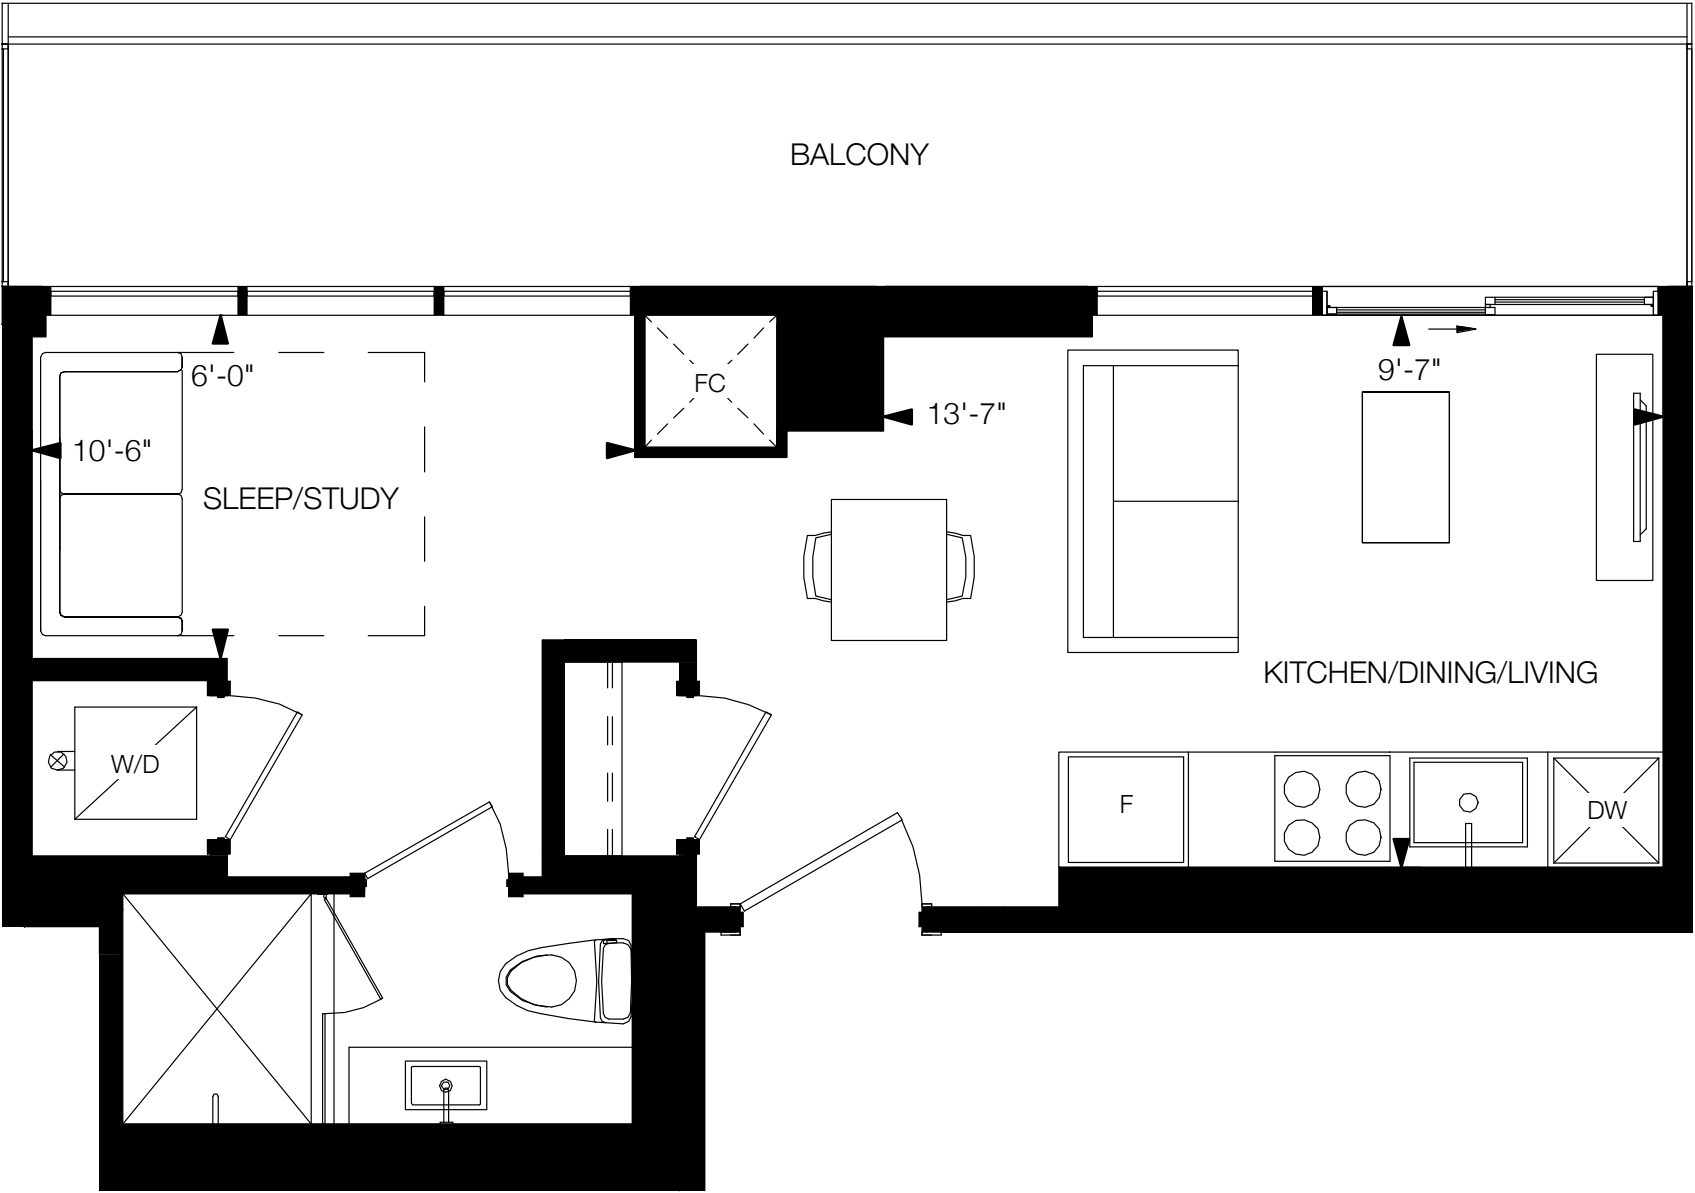 BALCONY
6'-0"
FC
9'-7"
13'-7"
10'-6"
SLEEP/STUDY
KITCHEN/DINING/LIVING
W/D
F
DW